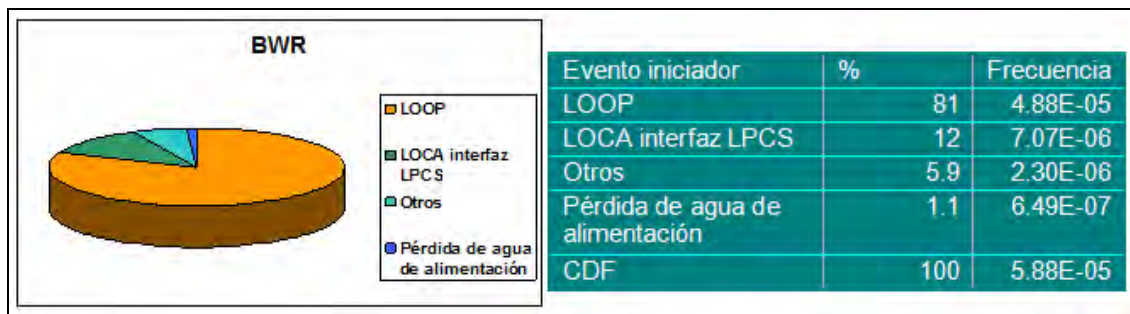 BWR
LOOP
LOCA interfaz
LPCS
Otros
Pérdida de agua
de alimentación
Evento iniciador % Frecuencia
LOOP 81 4.88E-05
LOCA interfaz LPCS 12 7.07E-06
Otros 5.9 2.30E-06
Pérdida de agua de 1.1 6.49E-07
alimentación
CDF 100 5.88E-05